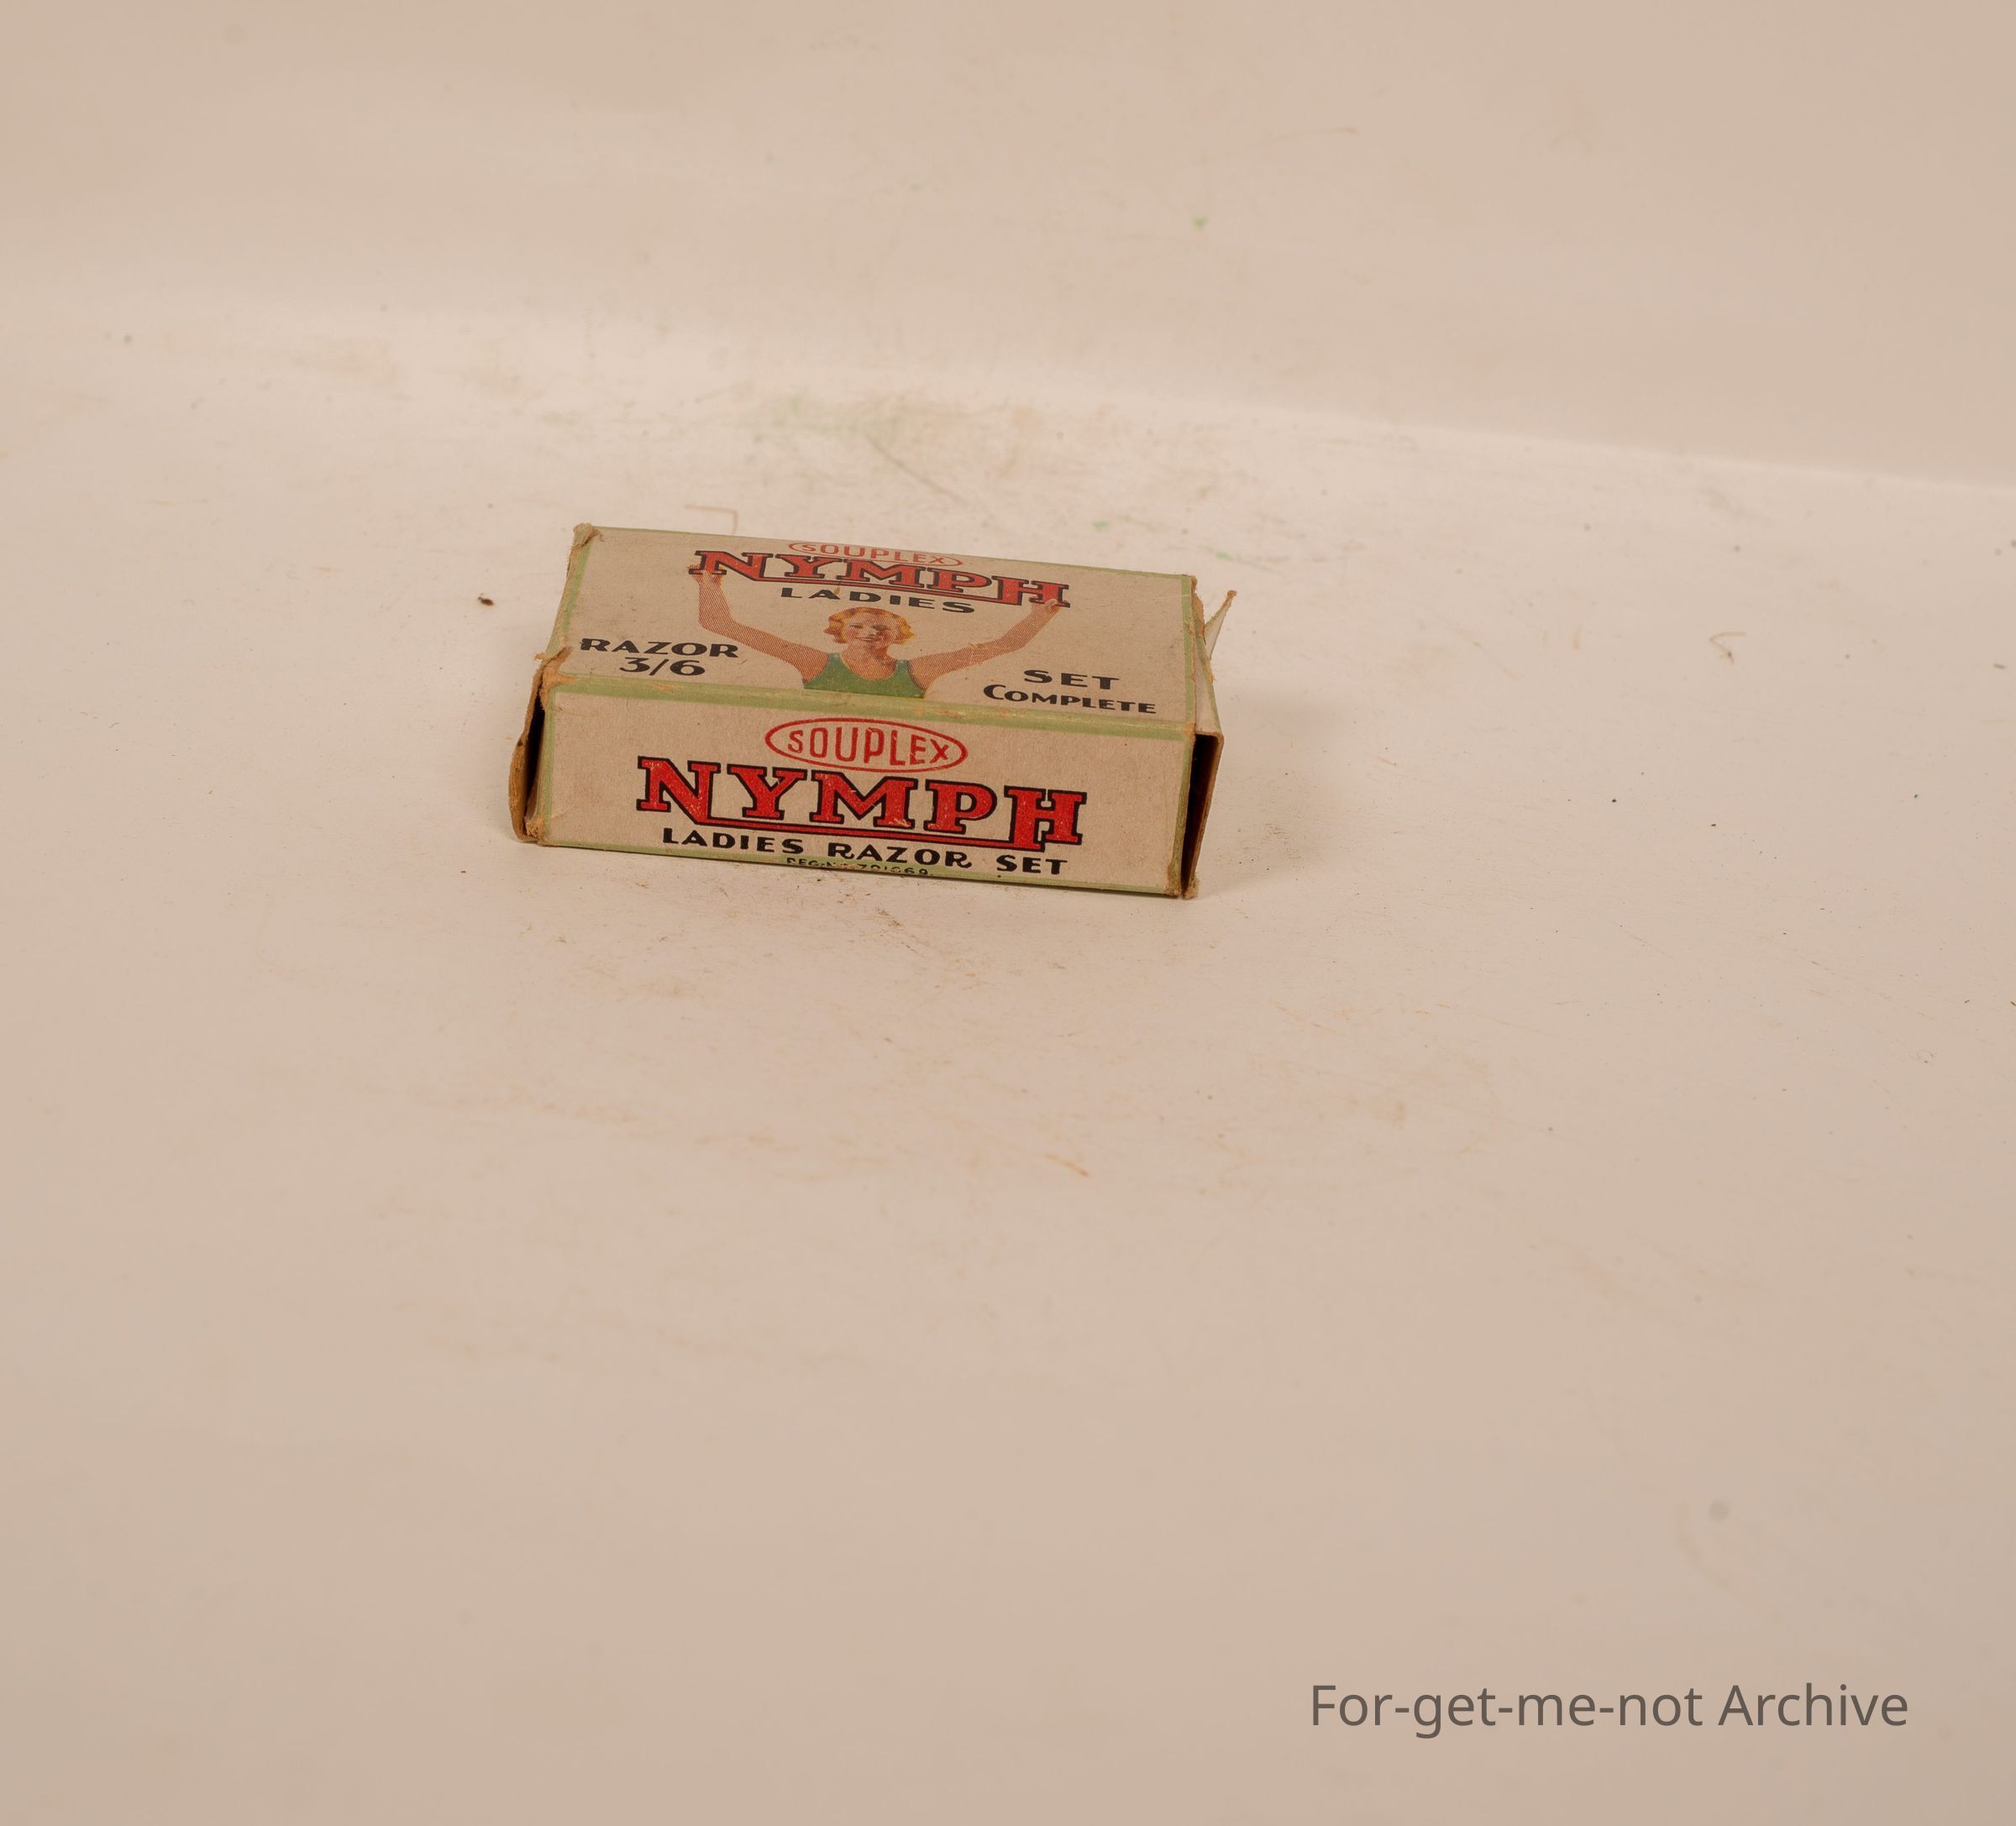 SOUPLEX
NYMPH
LADIES
RAZOR
3/6
SET
COMPLETE
SOUPLEX
NYMPH
LADIES RAZOR SET
For-get-me-not Archive